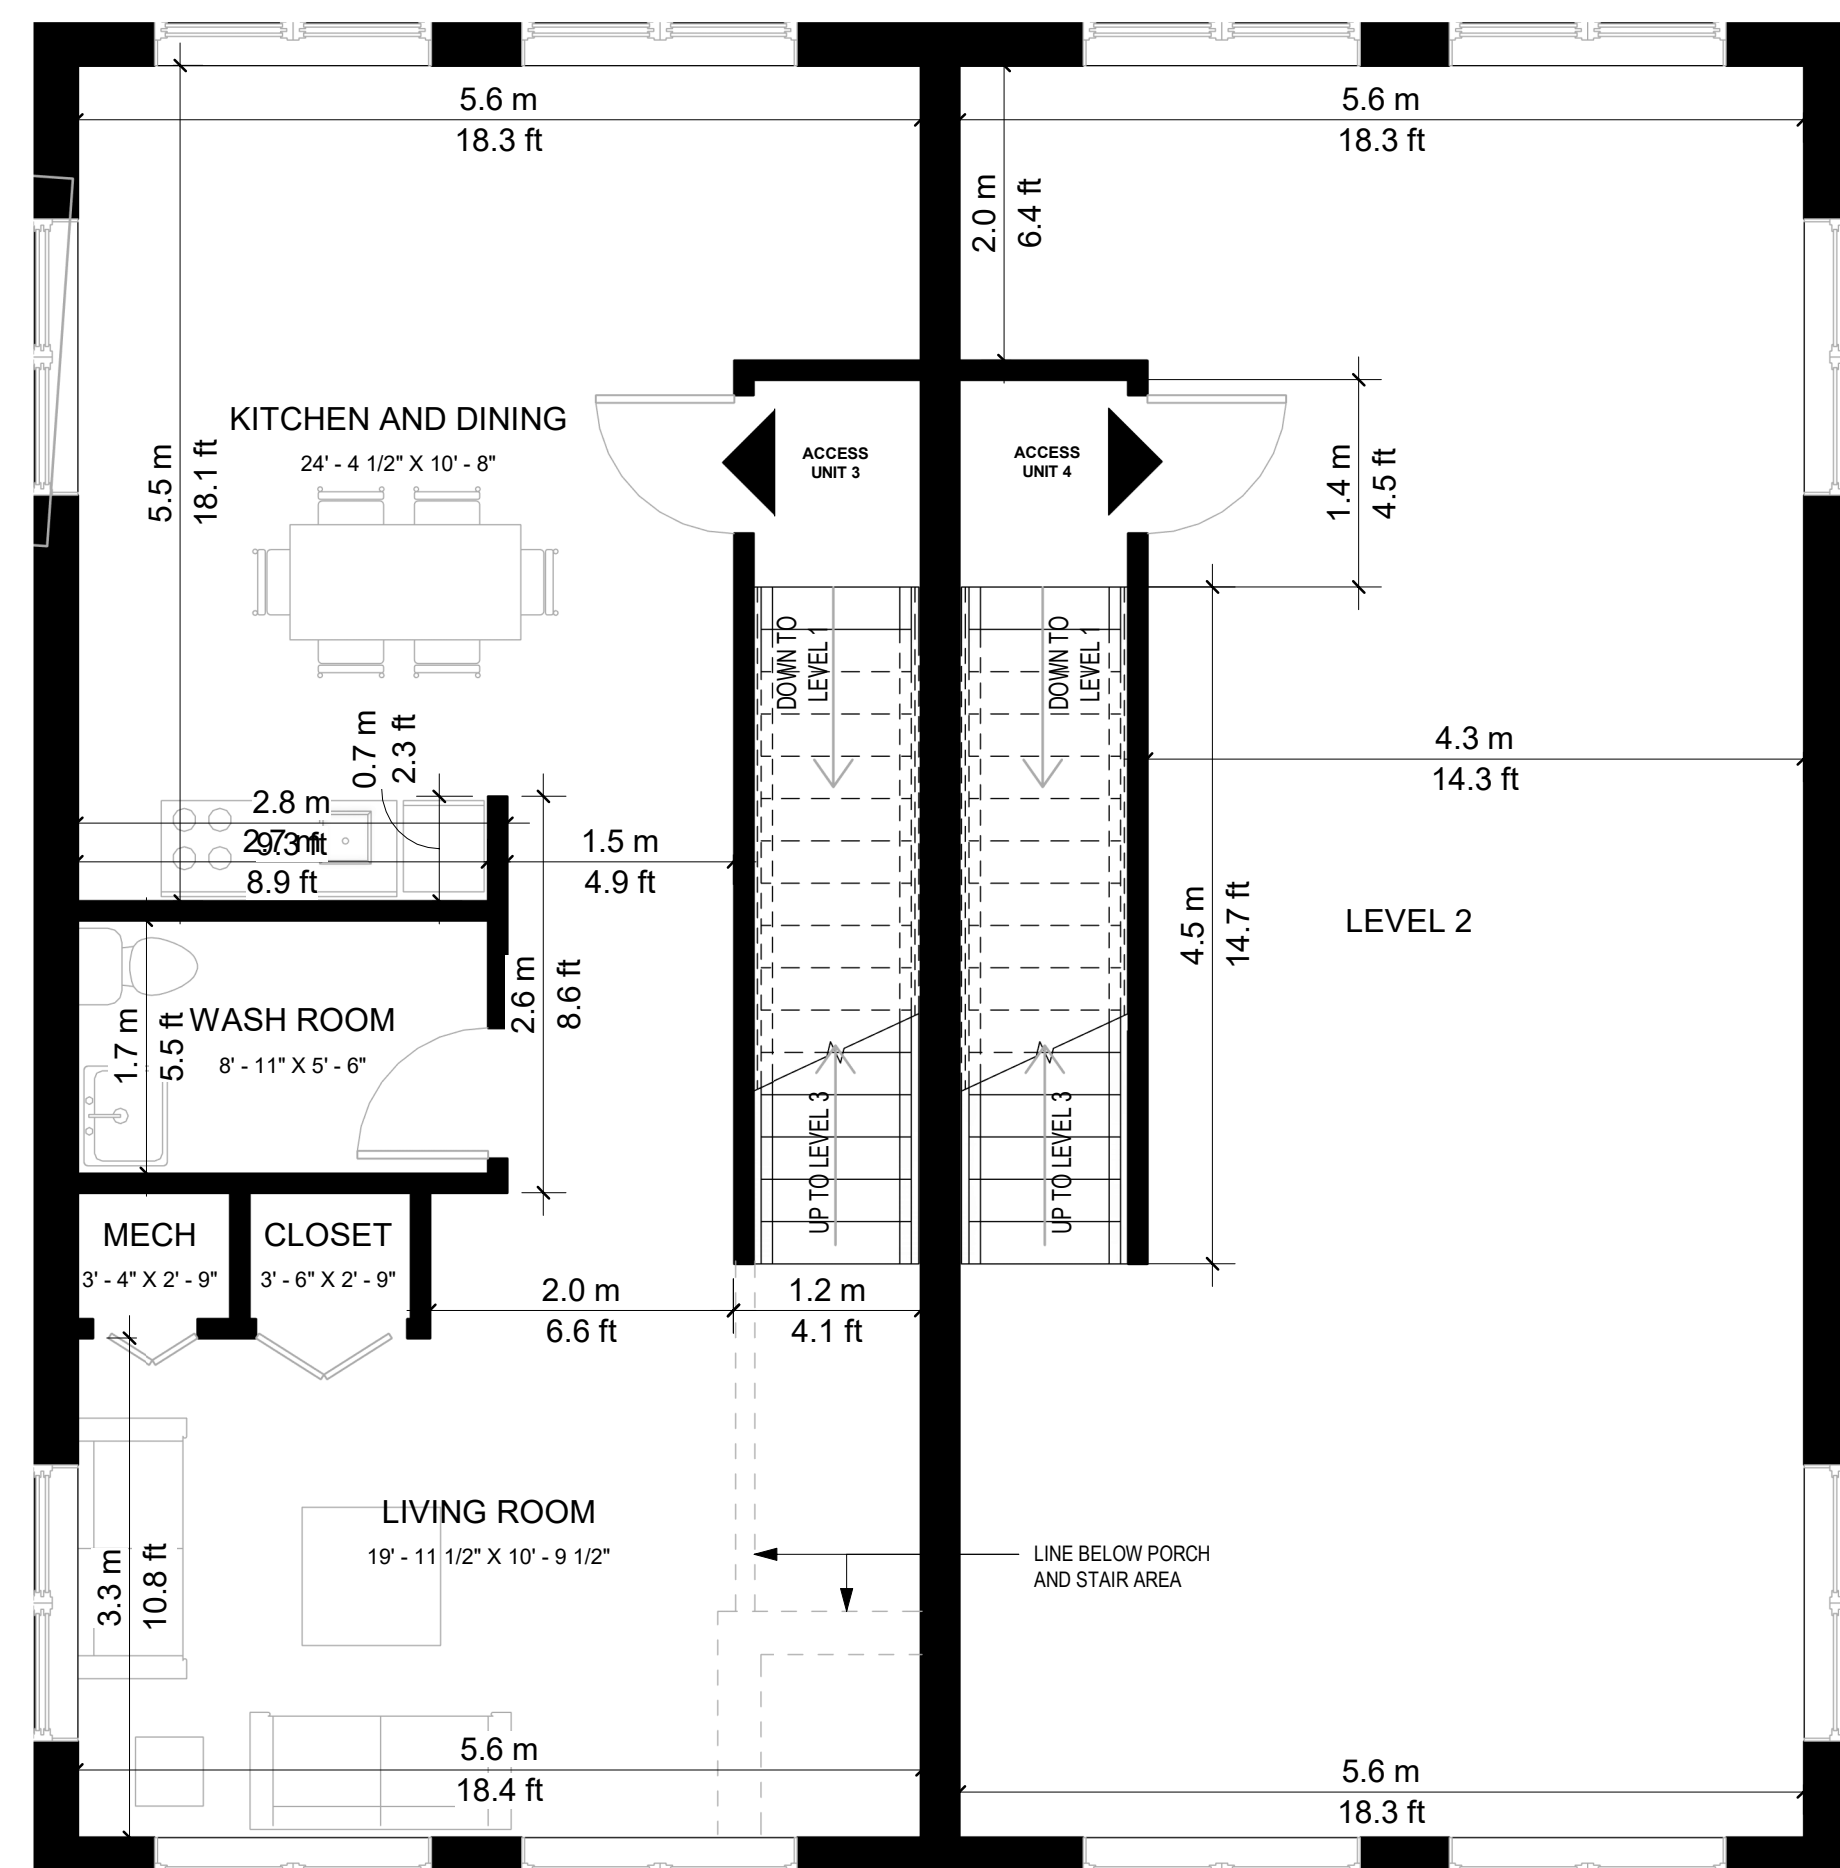 5.6 m
18.3 ft
5.6 m
18.3 ft
2.0 m
6.4 ft
KITCHEN AND DINING
24' - 4 1/2" X 10' - 8"
5.5 m
18.1 ft
ACCESS
UNIT 3
ACCESS
UNIT 4
1.4 m
4.5 ft
DOWN TO
LEVEL 1
DOWN TO
LEVEL 1
0.7 m
2.3 ft
4.3 m
14.3 ft
2.8 m
9.3 ft
2.7 m
8.9 ft
1.5 m
4.9 ft
4.5 m
14.7 ft
LEVEL 2
2.6 m
8.6 ft
WASH ROOM
8' - 11" X 5' - 6"
1.7 m
5.5 ft
UP TO LEVEL 3
UP TO LEVEL 3
MECH
3' - 4" X 2' - 9"
CLOSET
3' - 6" X 2' - 9"
2.0 m
6.6 ft
1.2 m
4.1 ft
LIVING ROOM
19' - 11 1/2" X 10' - 9 1/2"
3.3 m
10.8 ft
LINE BELOW PORCH
AND STAIR AREA
5.6 m
18.4 ft
5.6 m
18.3 ft